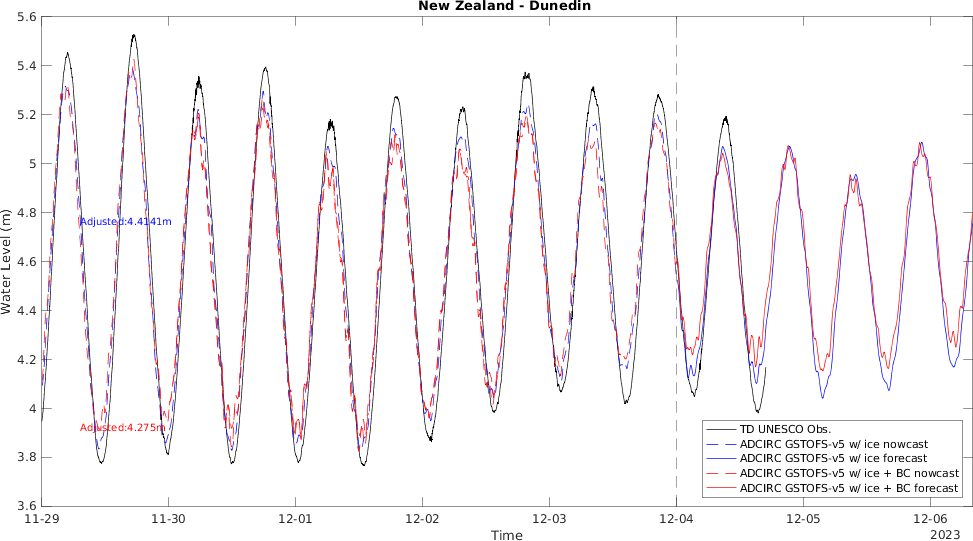 New Zealand - Dunedin
5.6
5.4
5.2
5
4.8
4.6
4.4
4.2
4
3.8
3.6
Water Level (m)
Adjusted:4.4141m
Adjusted:4.275m
TD UNESCO Obs.
ADCIRC GSTOFS-v5 w/ ice nowcast
ADCIRC GSTOFS-v5 w/ ice forecast
ADCIRC GSTOFS-v5 w/ ice + BC nowcast
ADCIRC GSTOFS-v5 w/ ice + BC forecast
11-29 11-30 12-01 12-02 12-03 12-04 12-05 12-06
Time
2023